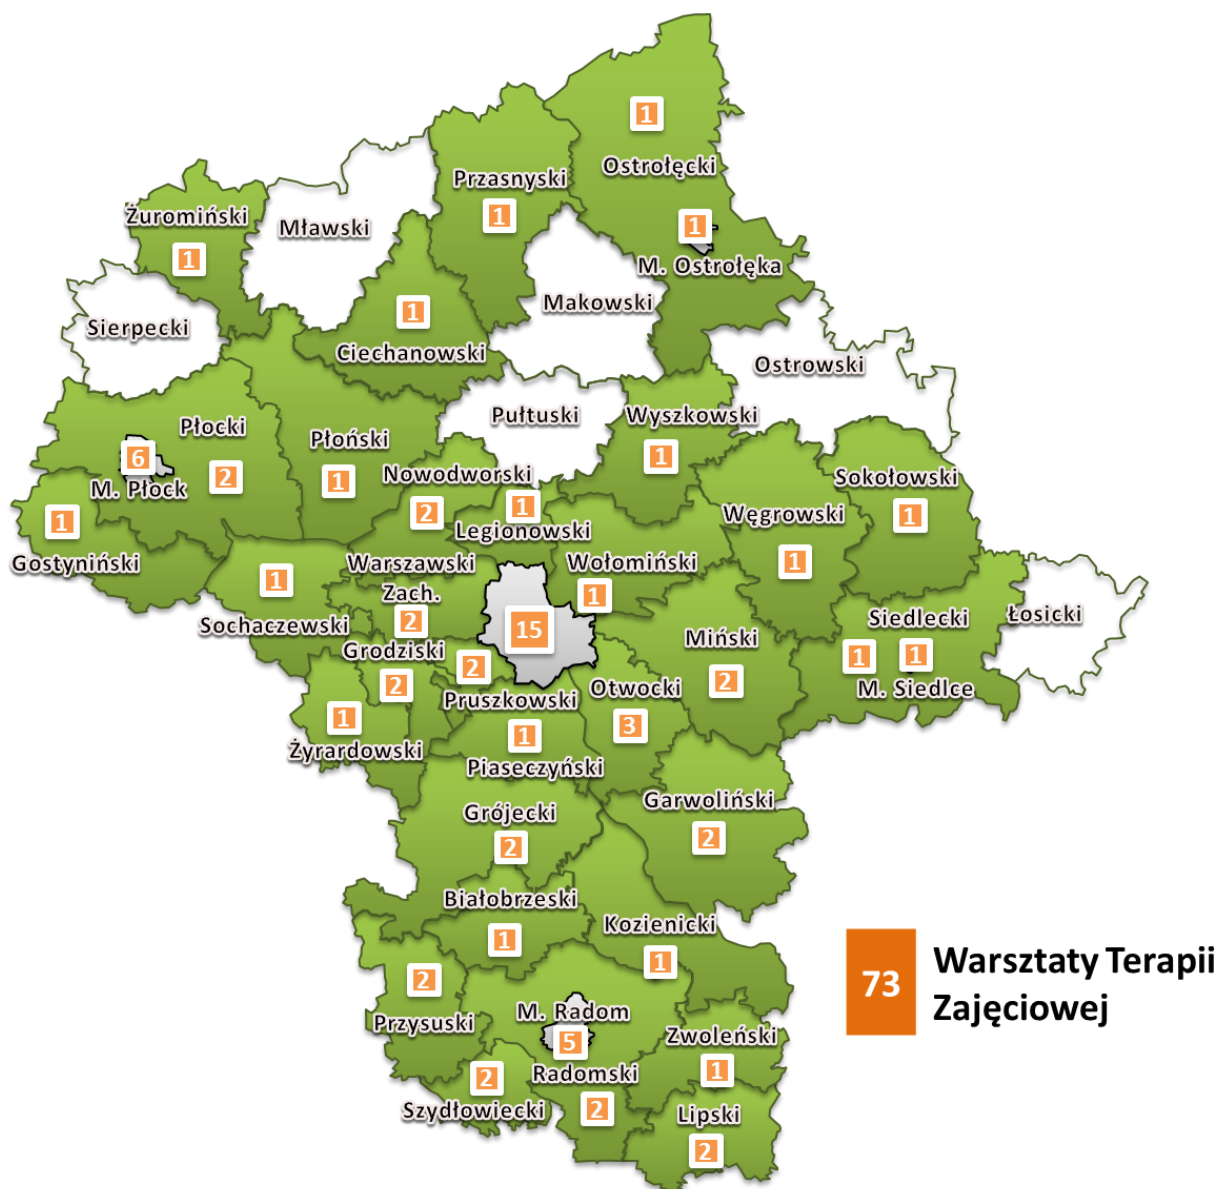 1
Ostrołęcki
Przasnyski
1
Żuromiński
1
Mławski
1
M. Ostrołęka
Makowski
Sierpecki
1
Ciechanowski
Ostrowski
Pułtuski
Wyszkowski
1
Płocki
6
M. Płock
2
Płoński
1
Nowodworski
2
1
Legionowski
Sokołowski
1
Węgrowski
1
1
Gostyniński
1
Sochaczewski
Warszawski
Zach.
2
Wołomiński
1
15
Siedlecki
1
1
M. Siedlce
Łosicki
Miński
2
Grodziski
2
2
Pruszkowski
Otwocki
3
1
Żyrardowski
1
Piaseczyński
Garwoliński
2
Grójecki
2
Białobrzeski
1
Kozienicki
1
73
Warsztaty Terapii
Zajęciowej
2
Przysuski
M. Radom
5
Radomski
2
Zwoleński
1
2
Szydłowiecki
Lipski
2